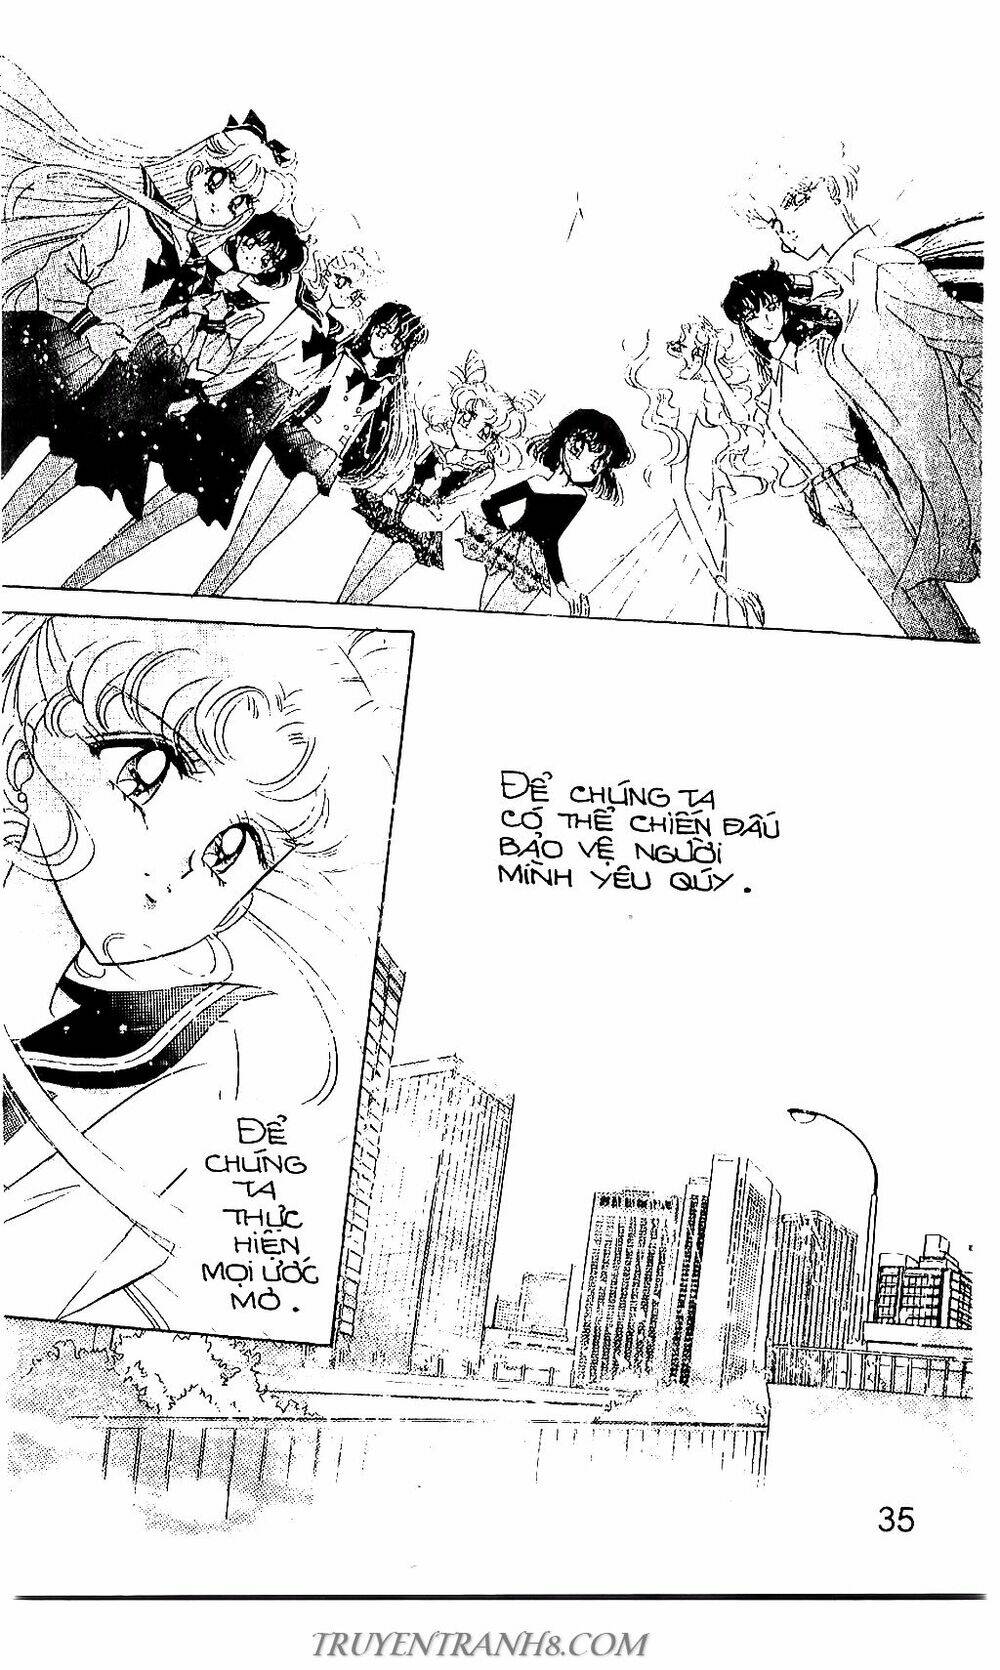 ĐỂ CHÚNG TA
CÓ THỂ CHIẾN ĐẤU
BẢO VỆ NGƯỜI
MÌNH YÊU QÚY.
ĐỂ
CHÚNG
TA
THỰC
HIỆN
MỌI ƯỚC
MƠ.
35
TRUYENTRANH8.COM